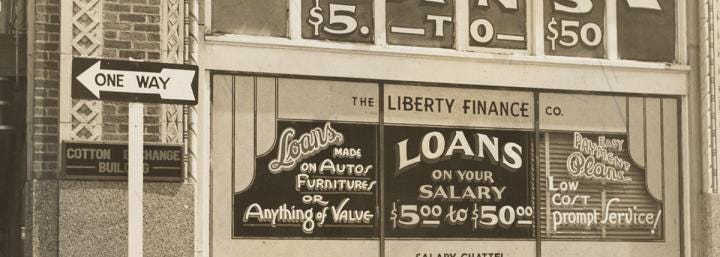 $5. —TO— $50
ONE WAY
COTTON EXCHANGE
BUILDING
THE LIBERTY FINANCE CO.
Loans MADE
ON AUTOS
FURNITURES
OR
Anything of Value
LOANS
ON YOUR
SALARY
$5.00 to $50.00
EASY
PAYMENT
Plans
LOW
COST
prompt Service!
SALARY CHATTEL